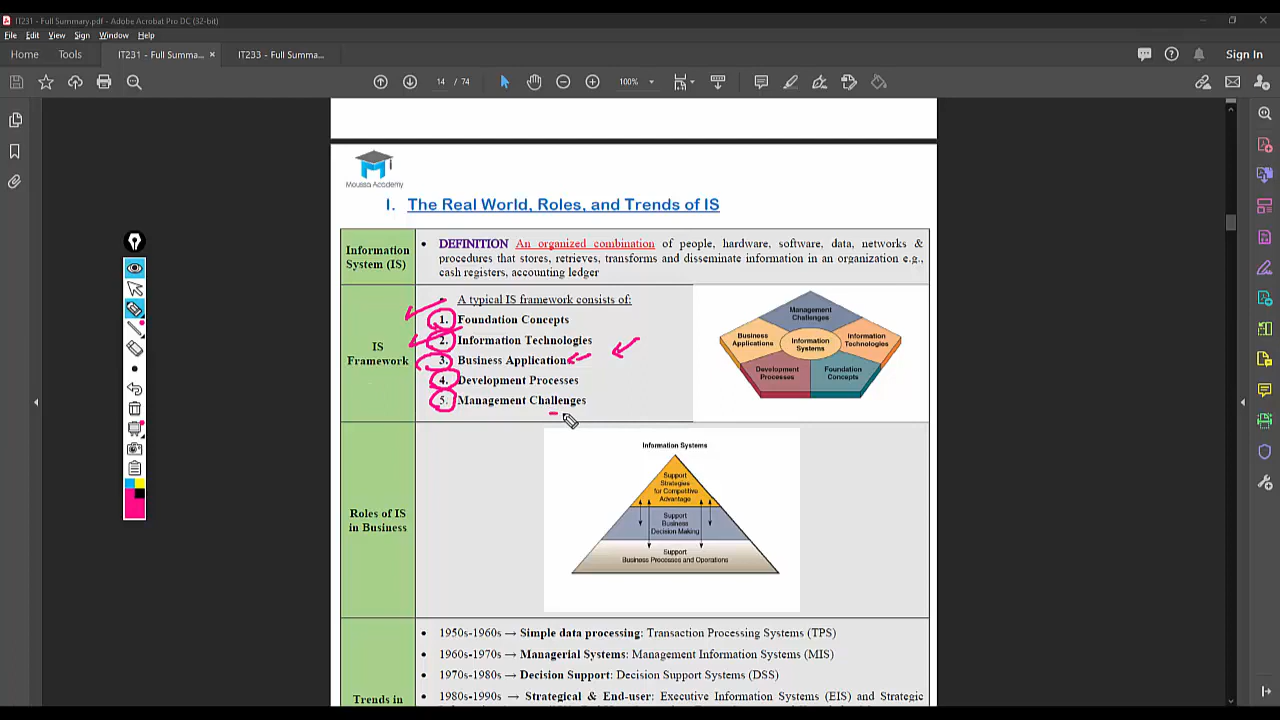 IT231 - Full Summary.pdf - Adobe Acrobat Pro DC (32-bit)
File Edit View Sign Window Help
Home Tools IT231 - Full Summa... × IT233 - Full Summa... Sign In
14 / 74 100%
Moussa Academy
I. The Real World, Roles, and Trends of IS
Information
System (IS)
• DEFINITION An organized combination of people, hardware, software, data, networks &
procedures that stores, retrieves, transforms and disseminate information in an organization e.g.,
cash registers, accounting ledger
IS
Framework
• A typical IS framework consists of:
1. Foundation Concepts
2. Information Technologies
3. Business Applications
4. Development Processes
5. Management Challenges
Management
Challenges
Business
Applications
Information
Systems
Information
Technologies
Development
Processes
Foundation
Concepts
Roles of IS
in Business
Information Systems
Support
Strategies
for Competitive
Advantage
Support
Business
Decision Making
Support
Business Processes and Operations
Trends in
• 1950s-1960s → Simple data processing: Transaction Processing Systems (TPS)
• 1960s-1970s → Managerial Systems: Management Information Systems (MIS)
• 1970s-1980s → Decision Support: Decision Support Systems (DSS)
• 1980s-1990s → Strategical & End-user: Executive Information Systems (EIS) and Strategic